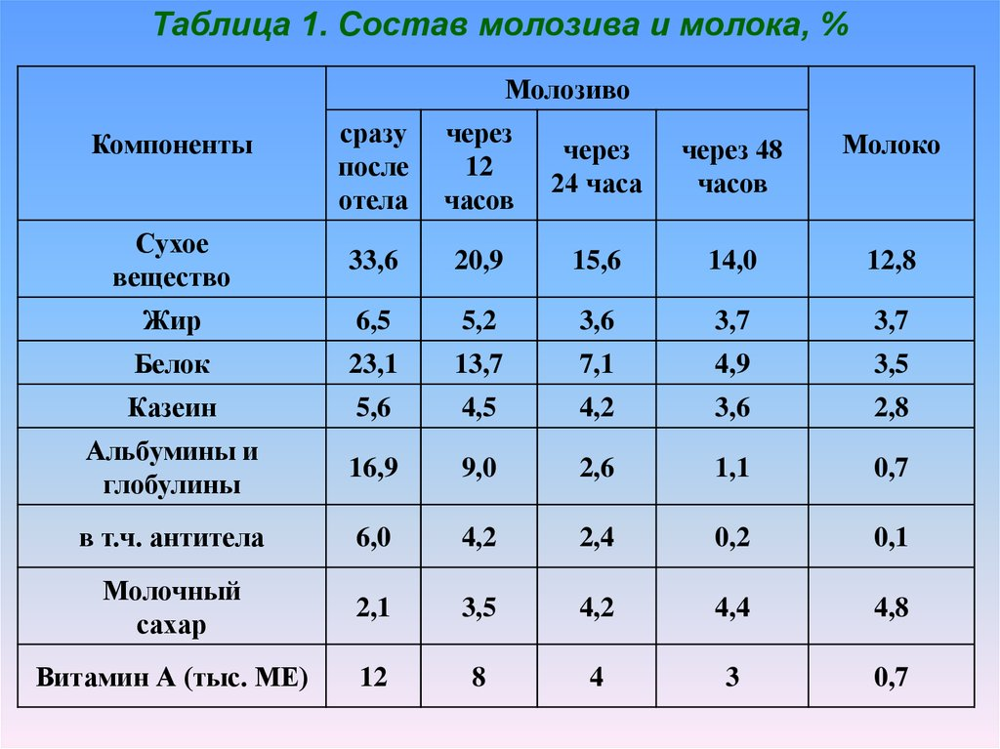 Таблица 1. Состав молозива и молока, %
Молозиво
Компоненты
сразу
после
отела
через
12
часов
через
24 часа
через 48
часов
Молоко
Сухое
вещество
33,6 20,9 15,6 14,0 12,8
Жир 6,5 5,2 3,6 3,7 3,7
Белок 23,1 13,7 7,1 4,9 3,5
Казеин 5,6 4,5 4,2 3,6 2,8
Альбумины и
глобулины
16,9 9,0 2,6 1,1 0,7
в т.ч. антитела 6,0 4,2 2,4 0,2 0,1
Молочный
сахар
2,1 3,5 4,2 4,4 4,8
Витамин А (тыс. МЕ) 12 8 4 3 0,7